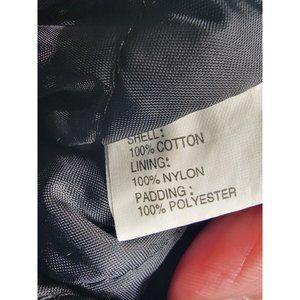 SHELL:
100% COTTON
LINING:
100% NYLON
PADDING:
100% POLYESTER